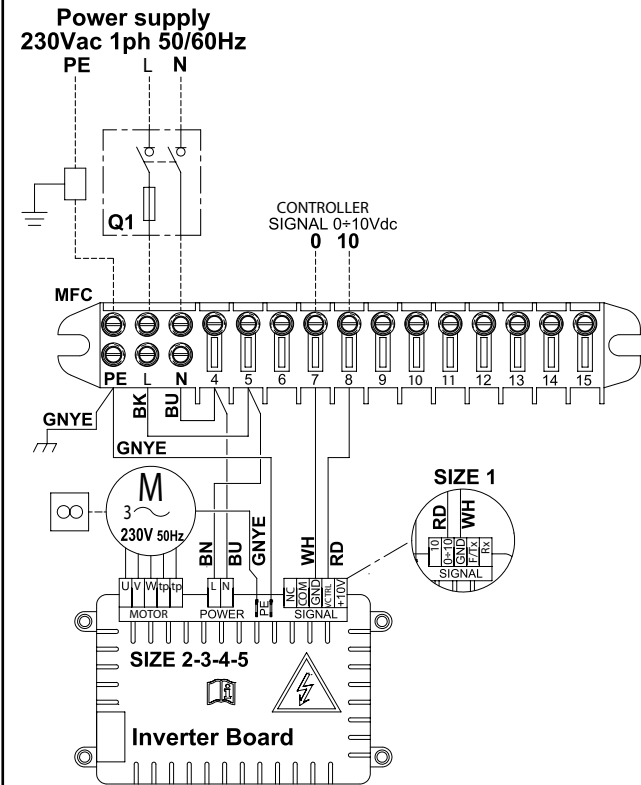 Power supply
230Vac 1ph 50/60Hz
PE L N
Q1
CONTROLLER
SIGNAL 0÷10Vdc
0 10
MFC
PE L N 4 5 6 7 8 9 10 11 12 13 14 15
BK BU
GNYE
GNYE
M
3
230V 50Hz
BN BU GNYE
WH RD
SIZE 1
RD WH
10 0÷10 GND F/Tx Rx
SIGNAL
U V W tp tp
MOTOR
L N
POWER
PE
NC COM GND VCTRL +10V
SIGNAL
SIZE 2-3-4-5
i
Inverter Board